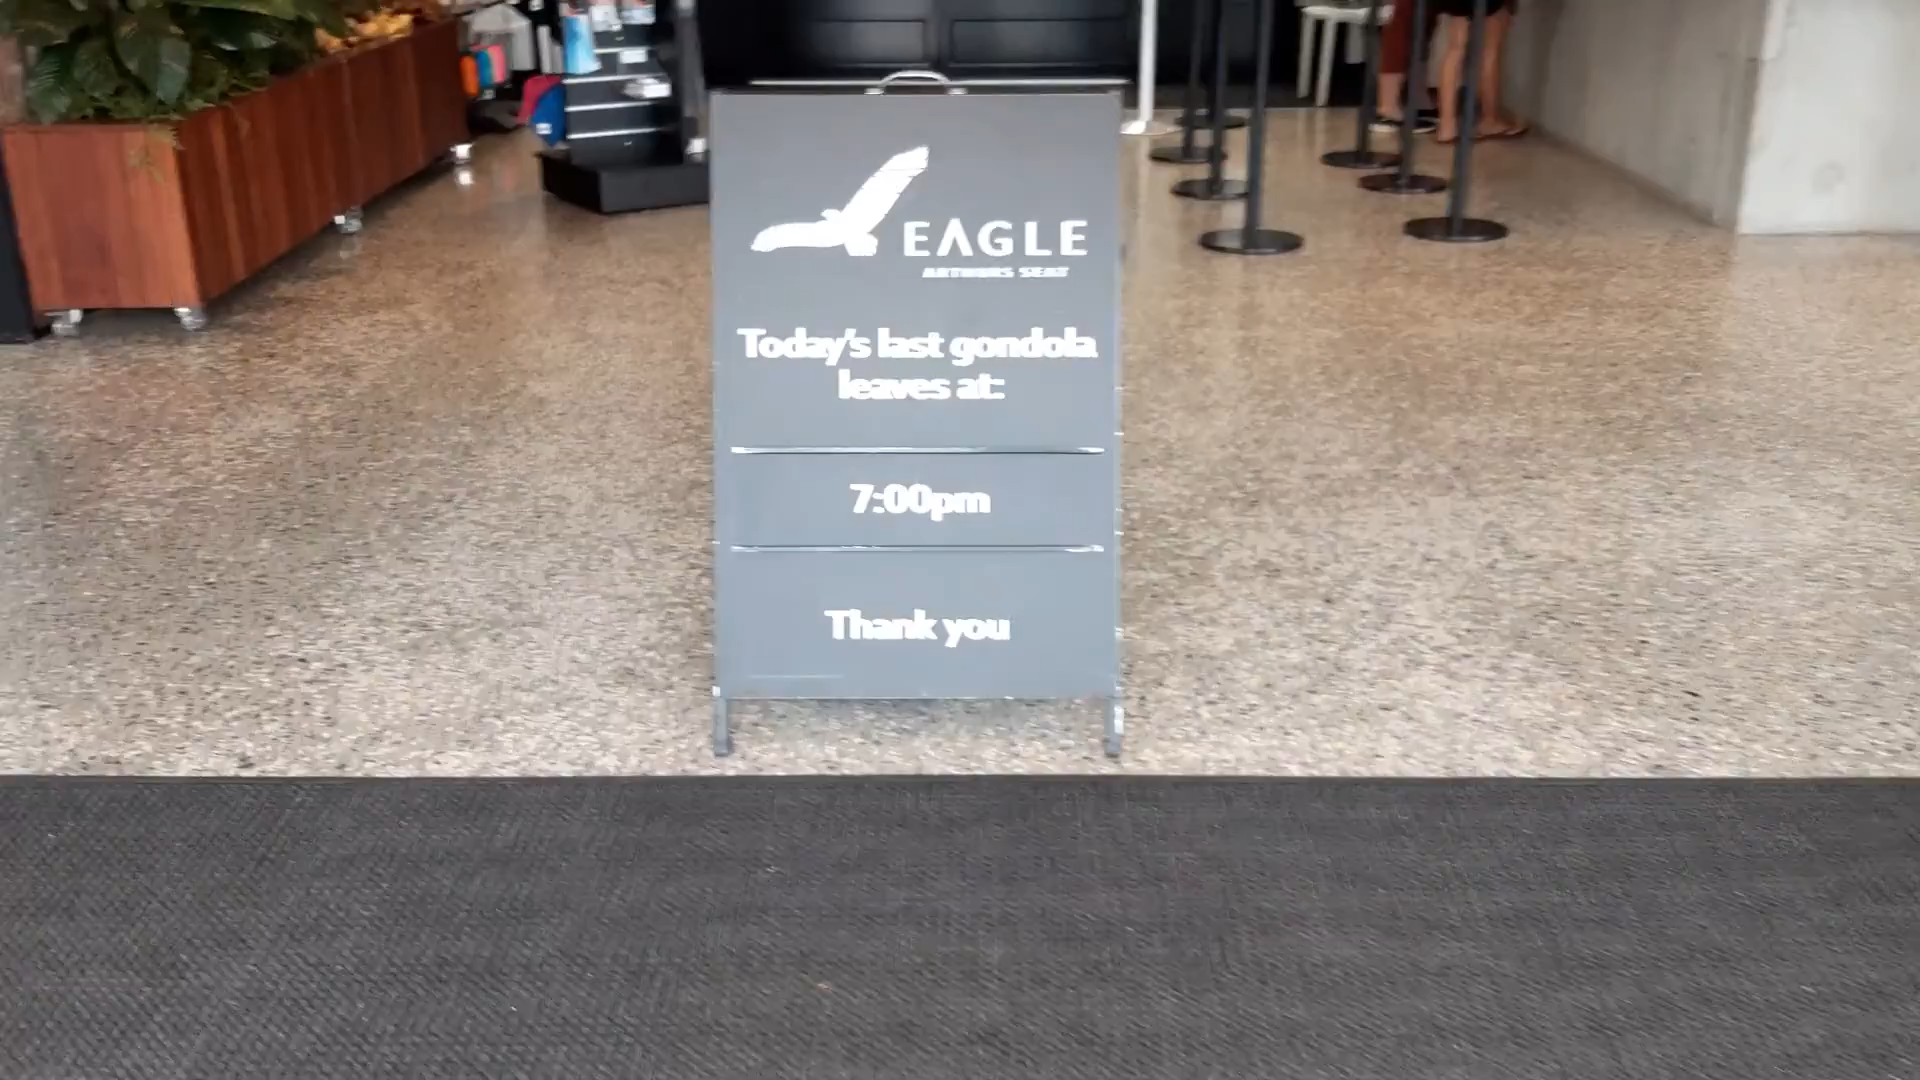 EAGLE
ARTHURS SEAT
Today's last gondola
leaves at:
7:00pm
Thank you